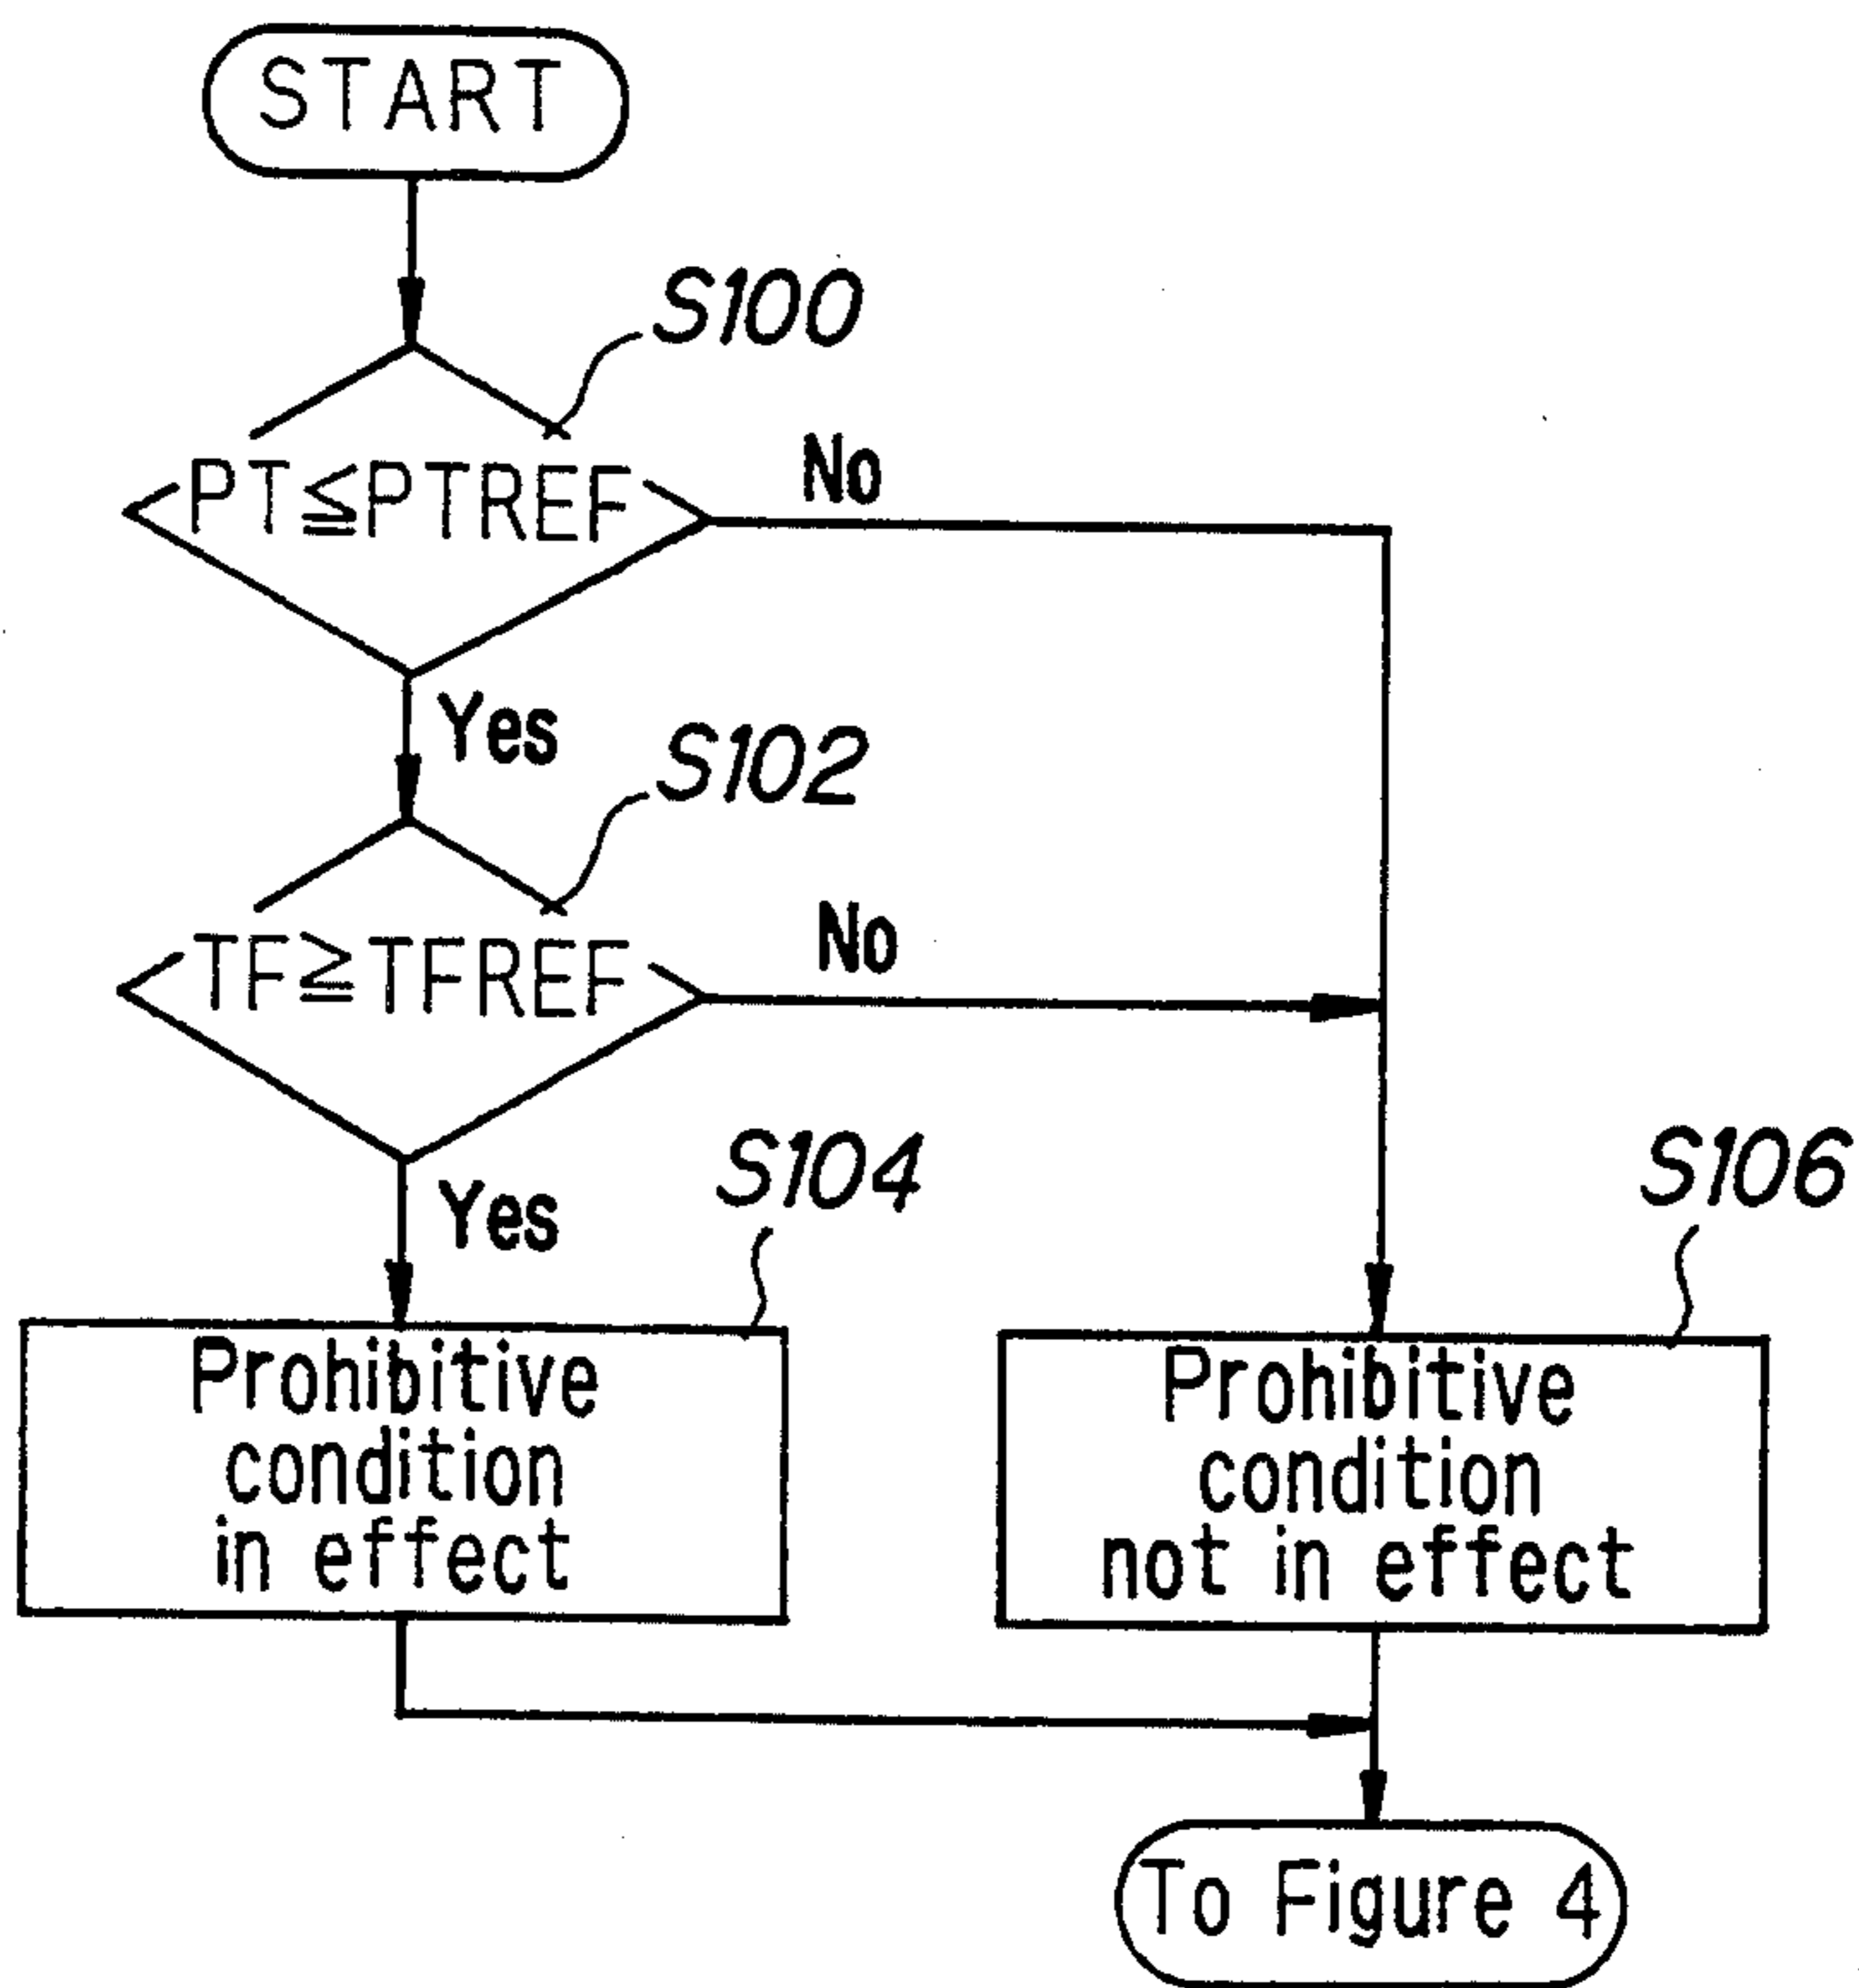 START
S100
PT≦PTREF
No
Yes
S102
TF≧TFREF
No
Yes
S104
S106
Prohibitive
condition
in effect
Prohibitive
condition
not in effect
To Figure 4